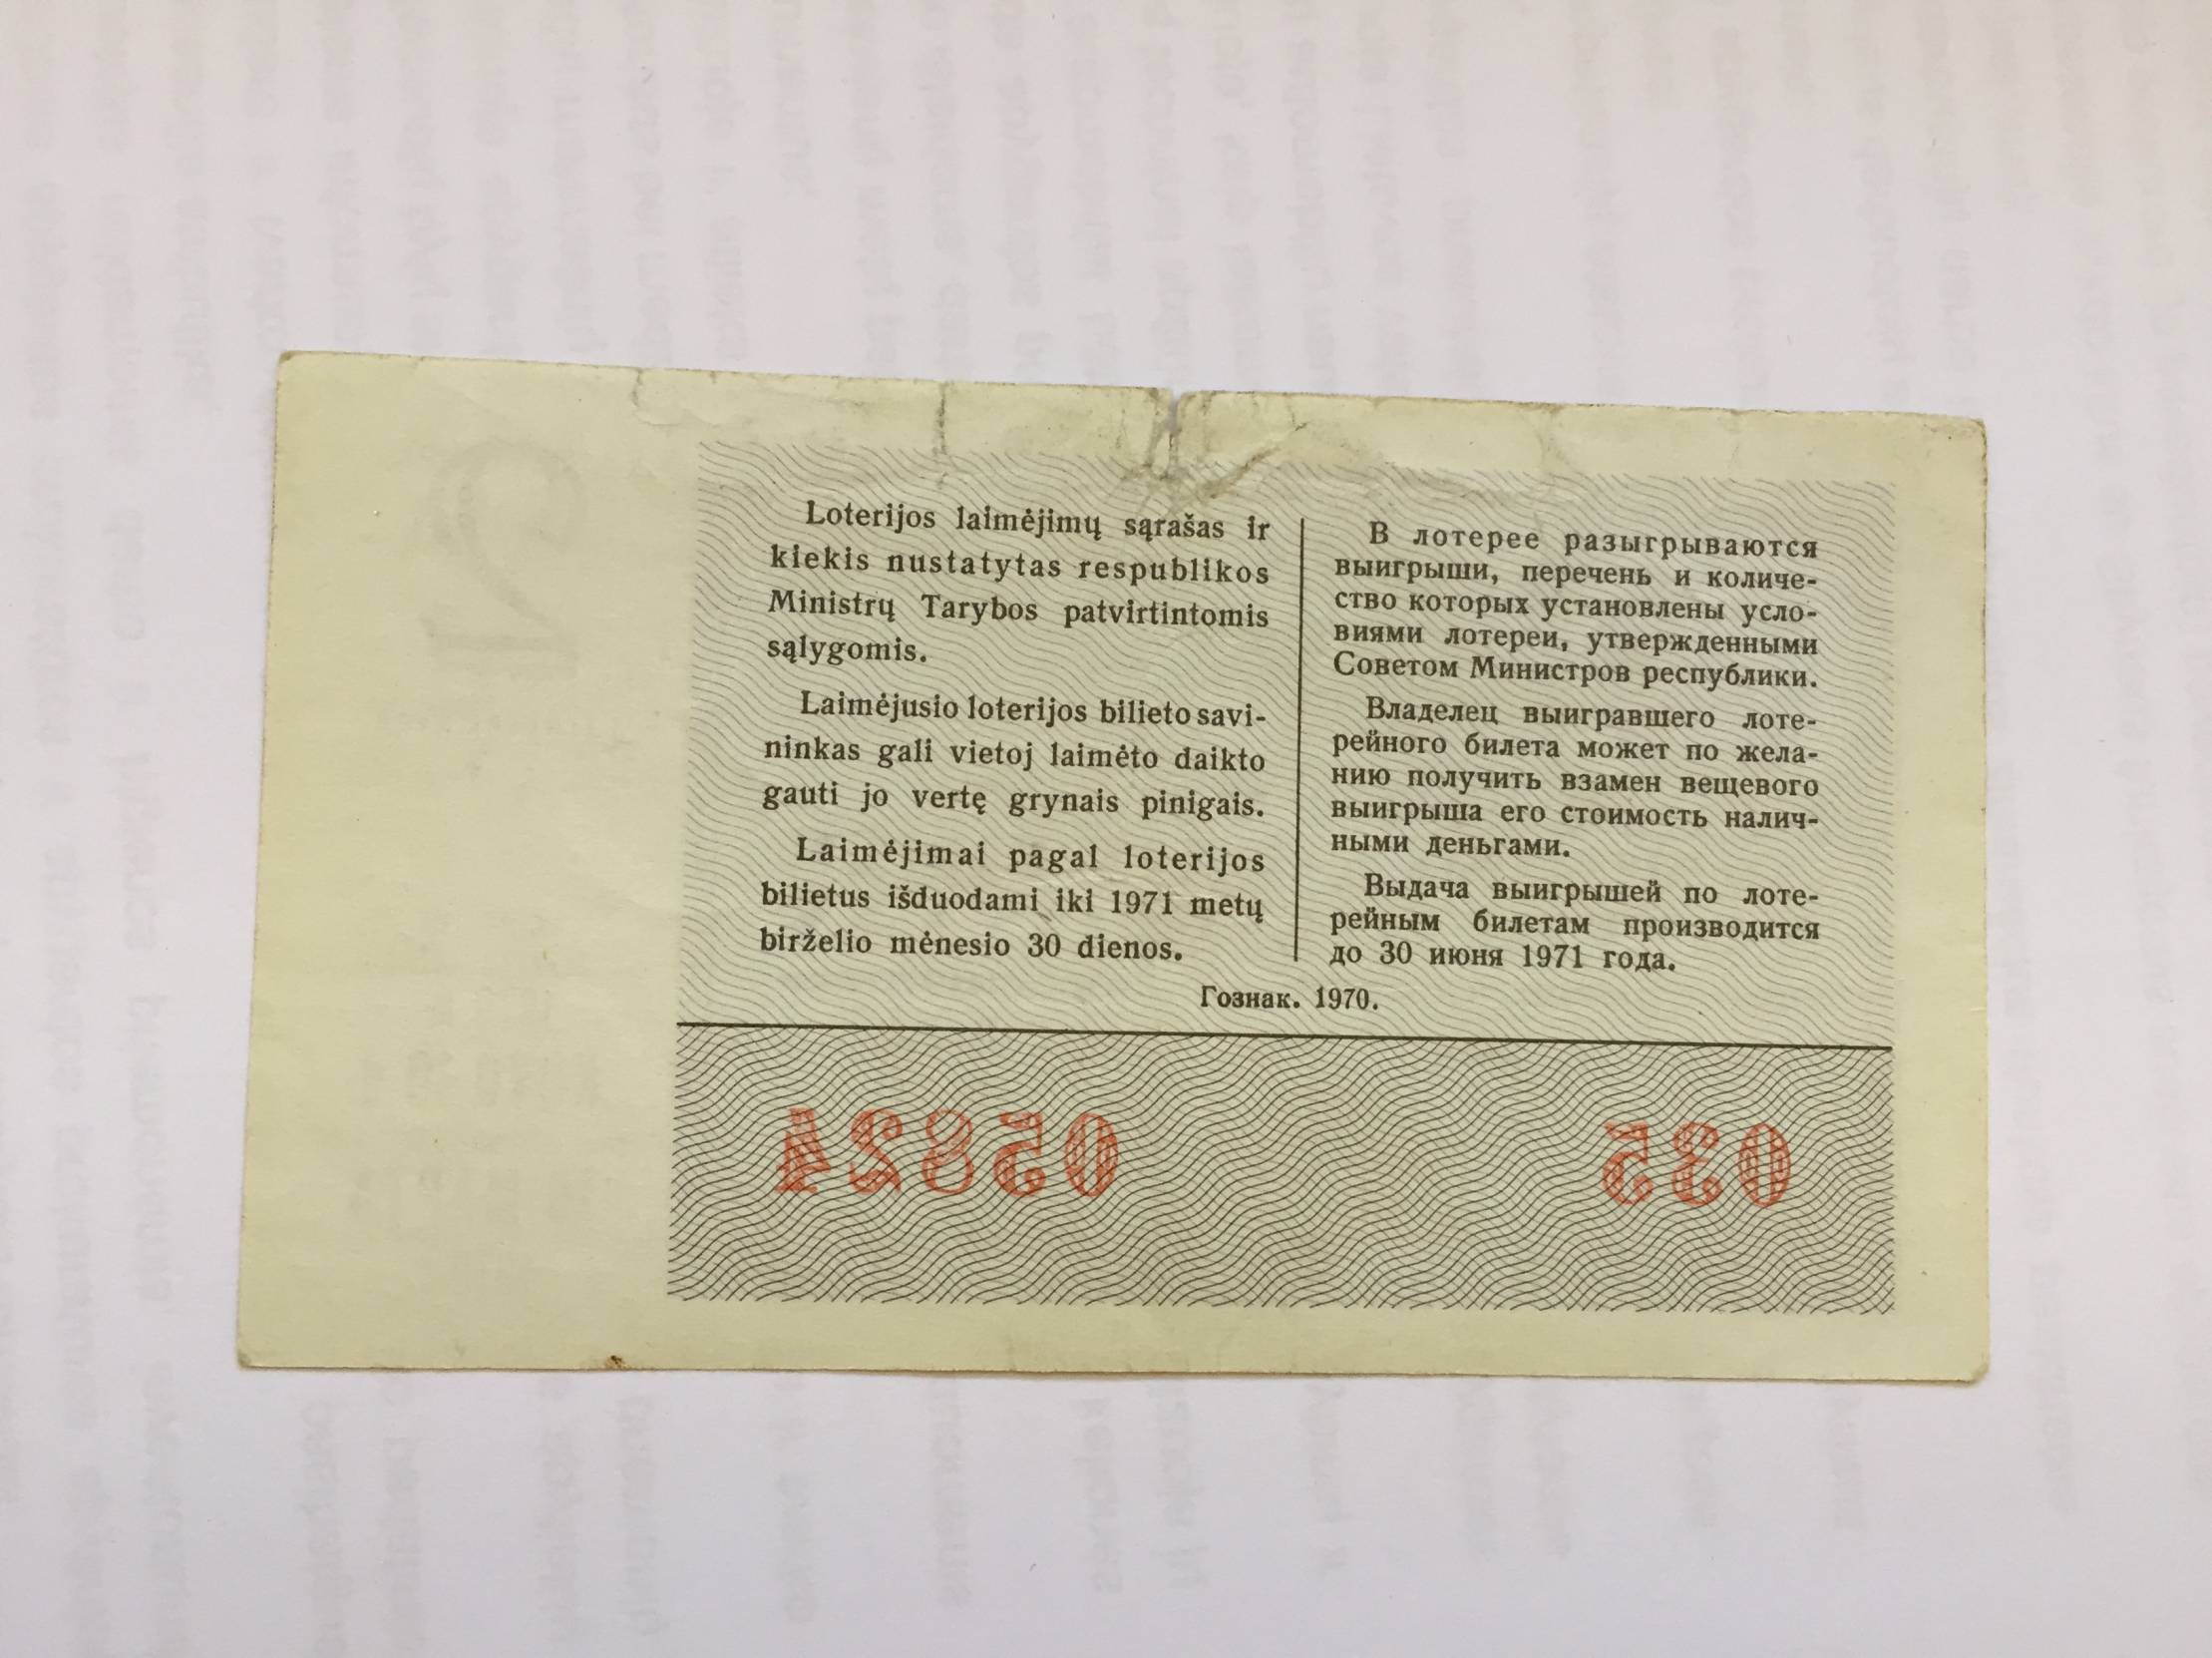 Loterijos laimėjimų sąrašas ir
kiekis nustatytas respublikos
Ministrų Tarybos patvirtintomis
sąlygomis.
Laimėjusio loterijos bilieto savi-
ninkas gali vietoj laimėto daikto
gauti jo vertę grynais pinigais.
Laimėjimai pagal loterijos
bilietus išduodami iki 1971 metų
birželio mėnesio 30 dienos.
В лотерее разыгрываются
выигрыши, перечень и количе-
ство которых установлены усло-
виями лотереи, утвержденными
Советом Министров республики.
Владелец выигравшего лоте-
рейного билета может по жела-
нию получить взамен вещевого
выигрыша его стоимость налич-
ными деньгами.
Выдача выигрышей по лоте-
рейным билетам производится
до 30 июня 1971 года.
Гознак. 1970.
05824
035